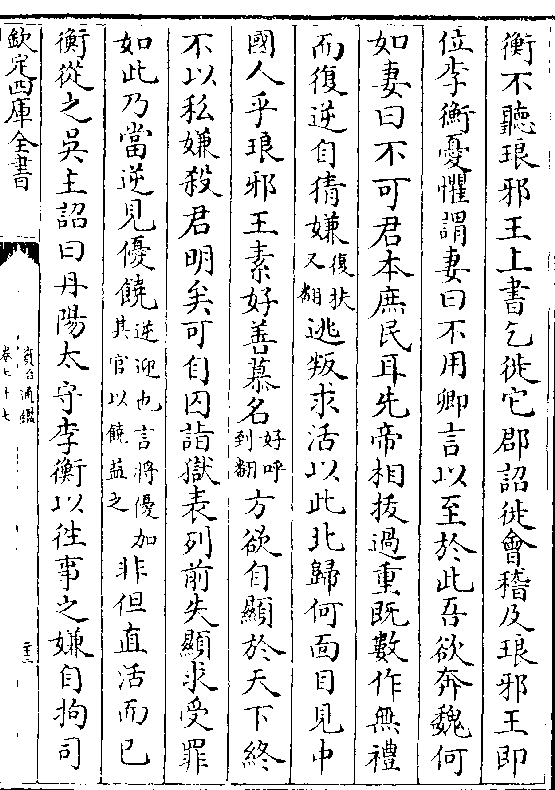 衡不聽琅邪王上書乞徙它郡詔徙會稽及琅邪王即
位李衡憂懼謂妻曰不用卿言以至於此吾欲奔魏何
如妻曰不可君本庶民耳先帝相拔過重既數作無禮
而復逆自猜嫌復扶又翻逃叛求活以此北歸何面目見中
國人乎琅邪王素好善慕名好呼到翻方欲自顯於天下終
不以私嫌殺君明矣可自囚詣獄表列前失顯求受罪
如此乃當逆見優饒逆迎也言將優加其官以饒益之非但直活而已
衡從之吳主詔曰丹陽太守李衡以往事之嫌自拘司
欽定四庫全書
資治通鑑
卷七十七